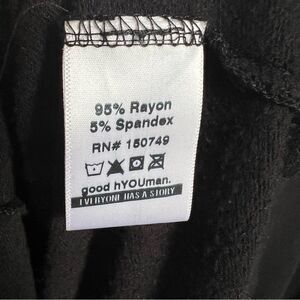 95% Rayon
5% Spandex
RN# 150749
good hYOUman.
EVERYONE HAS A STORY